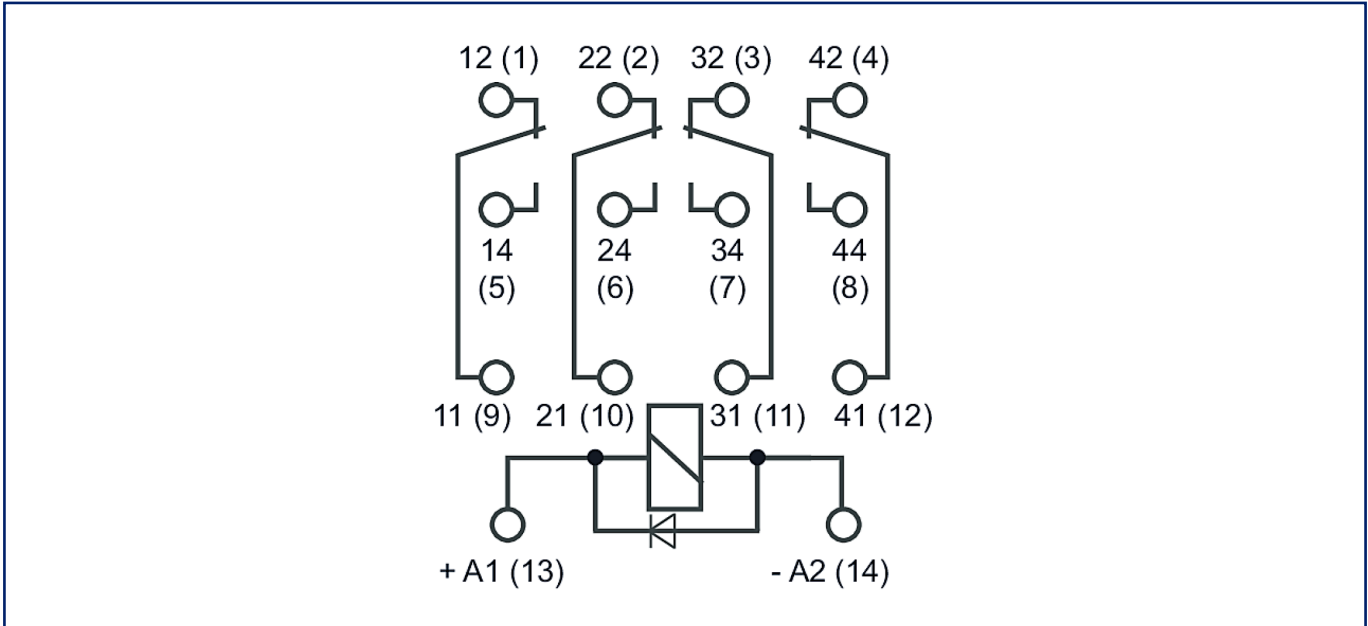 12 (1) 22 (2) 32 (3) 42 (4)
14 24 34 44
(5) (6) (7) (8)
11 (9) 21 (10) 31 (11) 41 (12)
+ A1 (13) - A2 (14)